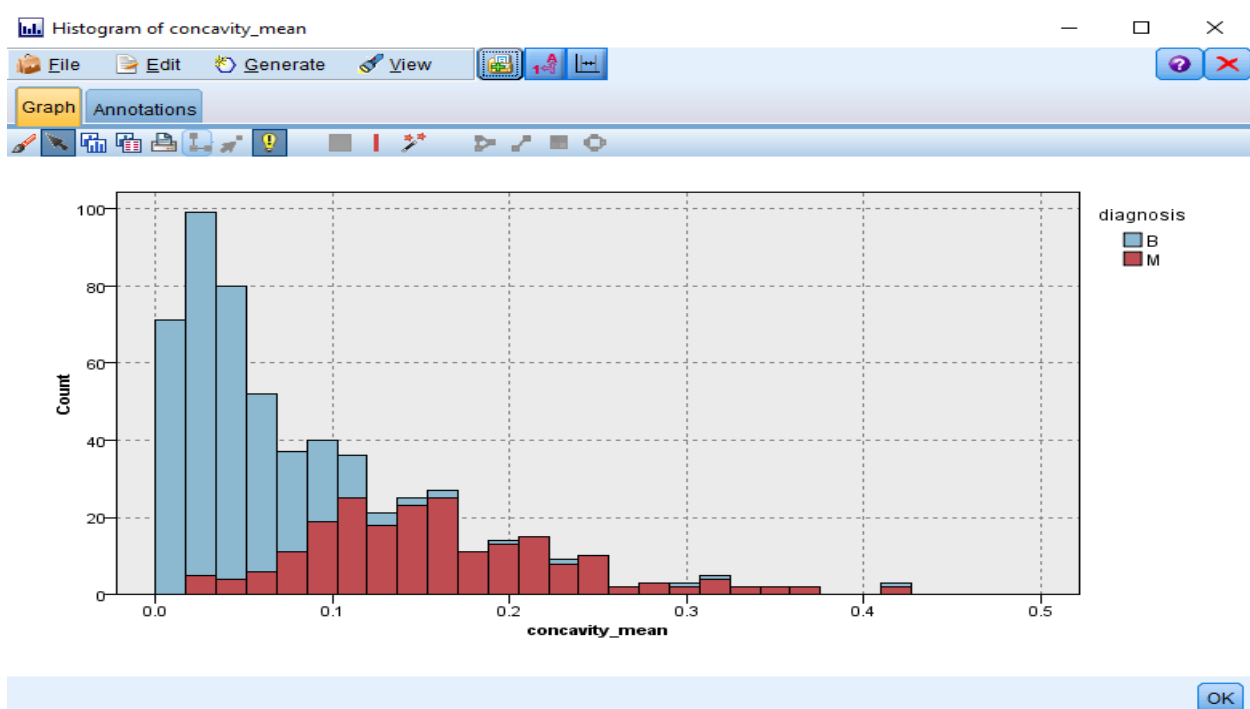 Histogram of concavity_mean
File Edit Generate View
Graph Annotations
100
80
60
40
20
0
Count
0.0 0.1 0.2 0.3 0.4 0.5
concavity_mean
diagnosis
B
M
OK